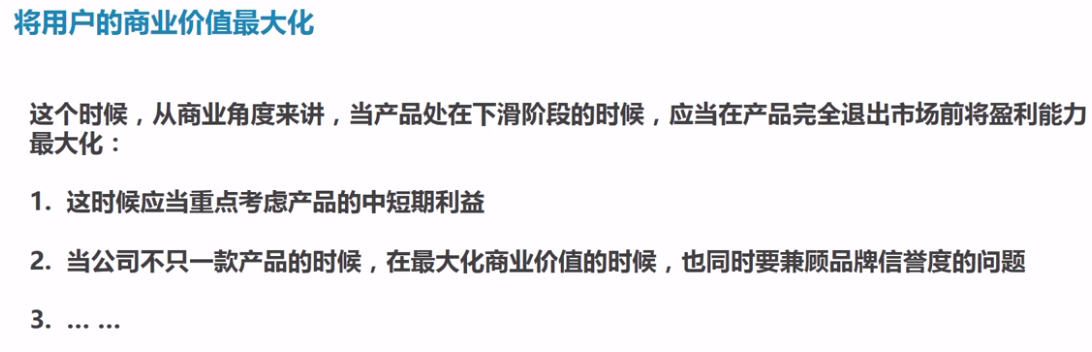 将用户的商业价值最大化
这个时候，从商业角度来讲，当产品处在下滑阶段的时候，应当在产品完全退出市场前将盈利能力
最大化：
1. 这时候应当重点考虑产品的中短期利益
2. 当公司不只一款产品的时候，在最大化商业价值的时候，也同时要兼顾品牌信誉度的问题
3. … …